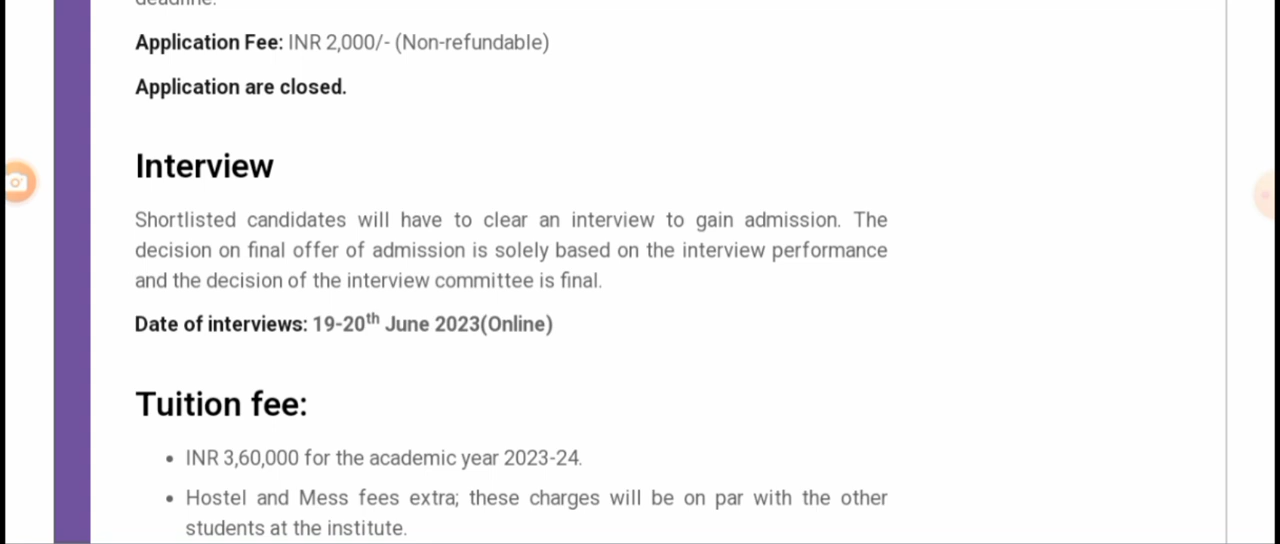 deadline.
Application Fee: INR 2,000/- (Non-refundable)
Application are closed.
Interview
Shortlisted candidates will have to clear an interview to gain admission. The
decision on final offer of admission is solely based on the interview performance
and the decision of the interview committee is final.
Date of interviews: 19-20th June 2023(Online)
Tuition fee:
• INR 3,60,000 for the academic year 2023-24.
• Hostel and Mess fees extra; these charges will be on par with the other
students at the institute.